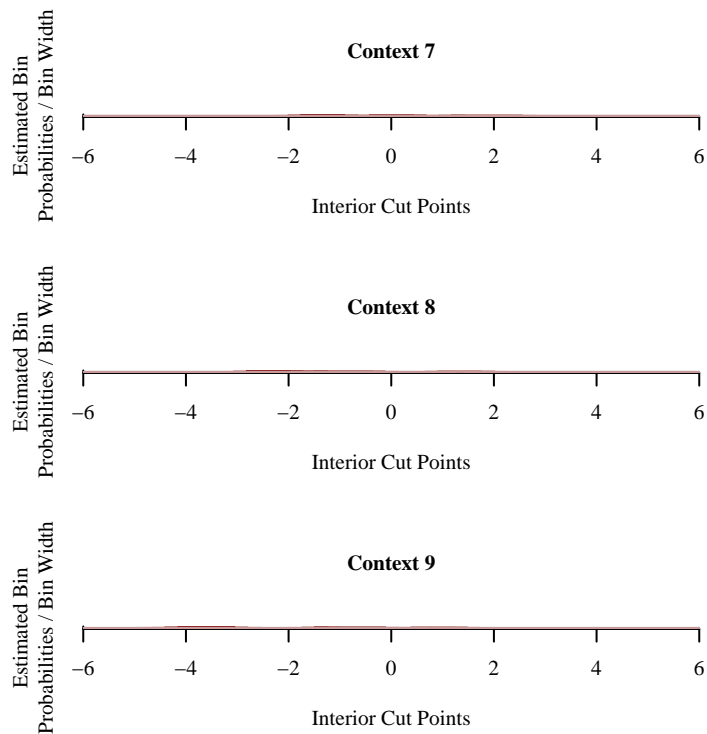 Context 7
Estimated Bin
Probabilities / Bin Width
−6 −4 −2 0 2 4 6
Interior Cut Points
Context 8
Estimated Bin
Probabilities / Bin Width
−6 −4 −2 0 2 4 6
Interior Cut Points
Context 9
Estimated Bin
Probabilities / Bin Width
−6 −4 −2 0 2 4 6
Interior Cut Points